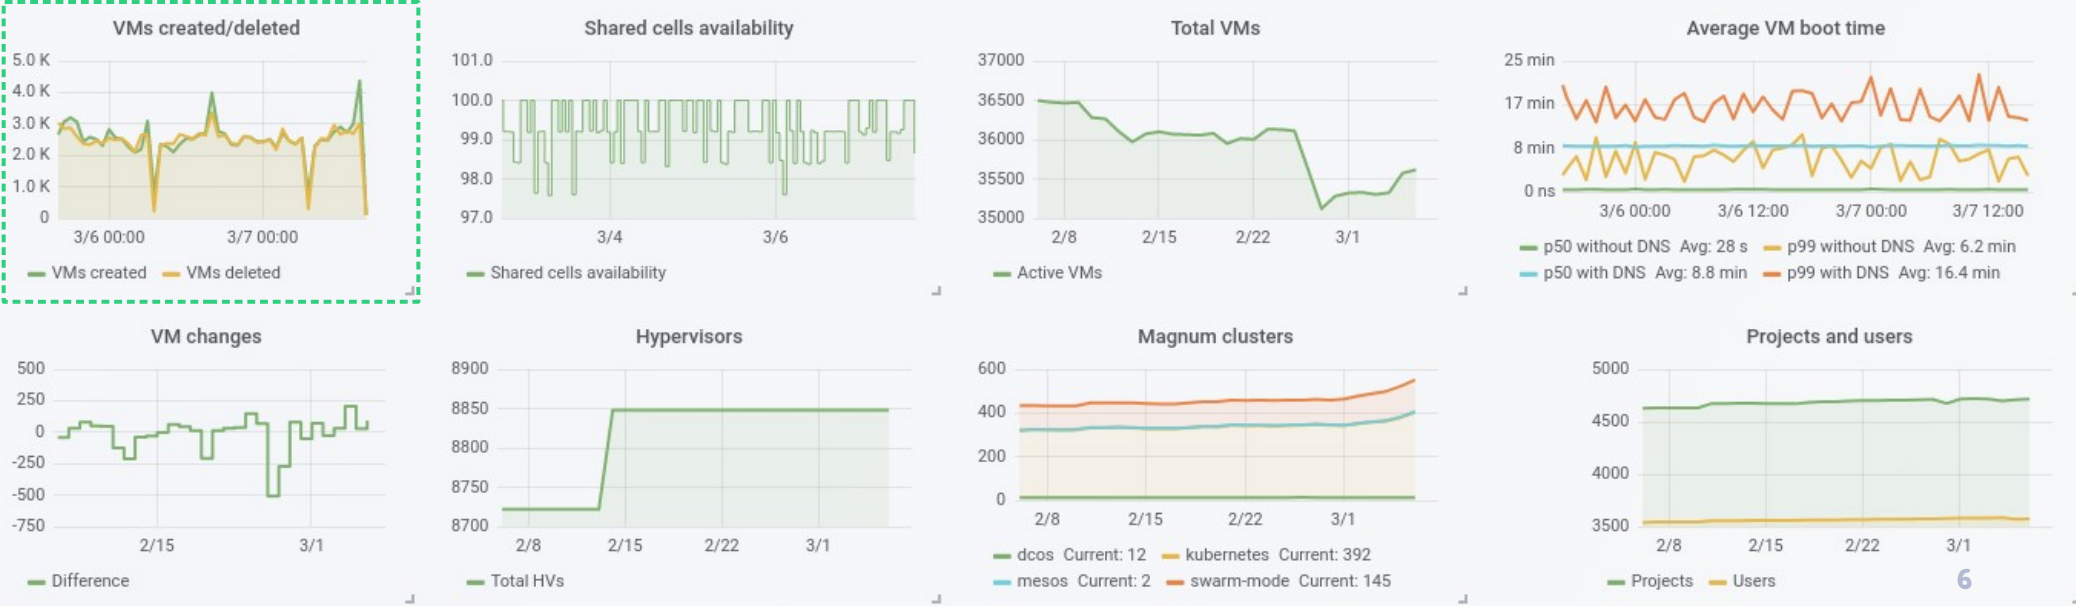 VMs created/deleted
5.0 K
4.0 K
3.0 K
2.0 K
1.0 K
0
3/6 00:00 3/7 00:00
VMs created VMs deleted
Shared cells availability
101.0
100.0
99.0
98.0
97.0
3/4 3/6
Shared cells availability
Total VMs
37000
36500
36000
35500
35000
2/8 2/15 2/22 3/1
Active VMs
Average VM boot time
25 min
17 min
8 min
0 ns
3/6 00:00 3/6 12:00 3/7 00:00 3/7 12:00
p50 without DNS Avg: 28 s p99 without DNS Avg: 6.2 min
p50 with DNS Avg: 8.8 min p99 with DNS Avg: 16.4 min
VM changes
500
250
0
-250
-500
-750
2/15 3/1
Difference
Hypervisors
8900
8850
8800
8750
8700
2/8 2/15 2/22 3/1
Total HVs
Magnum clusters
600
400
200
0
2/8 2/15 2/22 3/1
dcos Current: 12 kubernetes Current: 392
mesos Current: 2 swarm-mode Current: 145
Projects and users
5000
4500
4000
3500
2/8 2/15 2/22 3/1
Projects Users
6